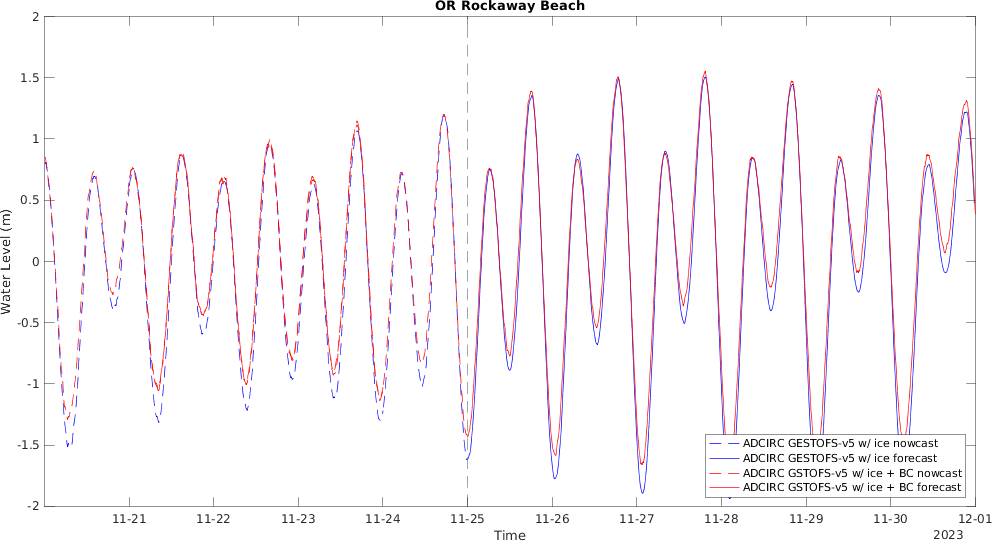 OR Rockaway Beach
2
1.5
1
0.5
0
-0.5
-1
-1.5
-2
Water Level (m)
ADCIRC GESTOFS-v5 w/ ice nowcast
ADCIRC GESTOFS-v5 w/ ice forecast
ADCIRC GSTOFS-v5 w/ ice + BC nowcast
ADCIRC GSTOFS-v5 w/ ice + BC forecast
11-21 11-22 11-23 11-24 11-25 11-26 11-27 11-28 11-29 11-30 12-01
Time
2023